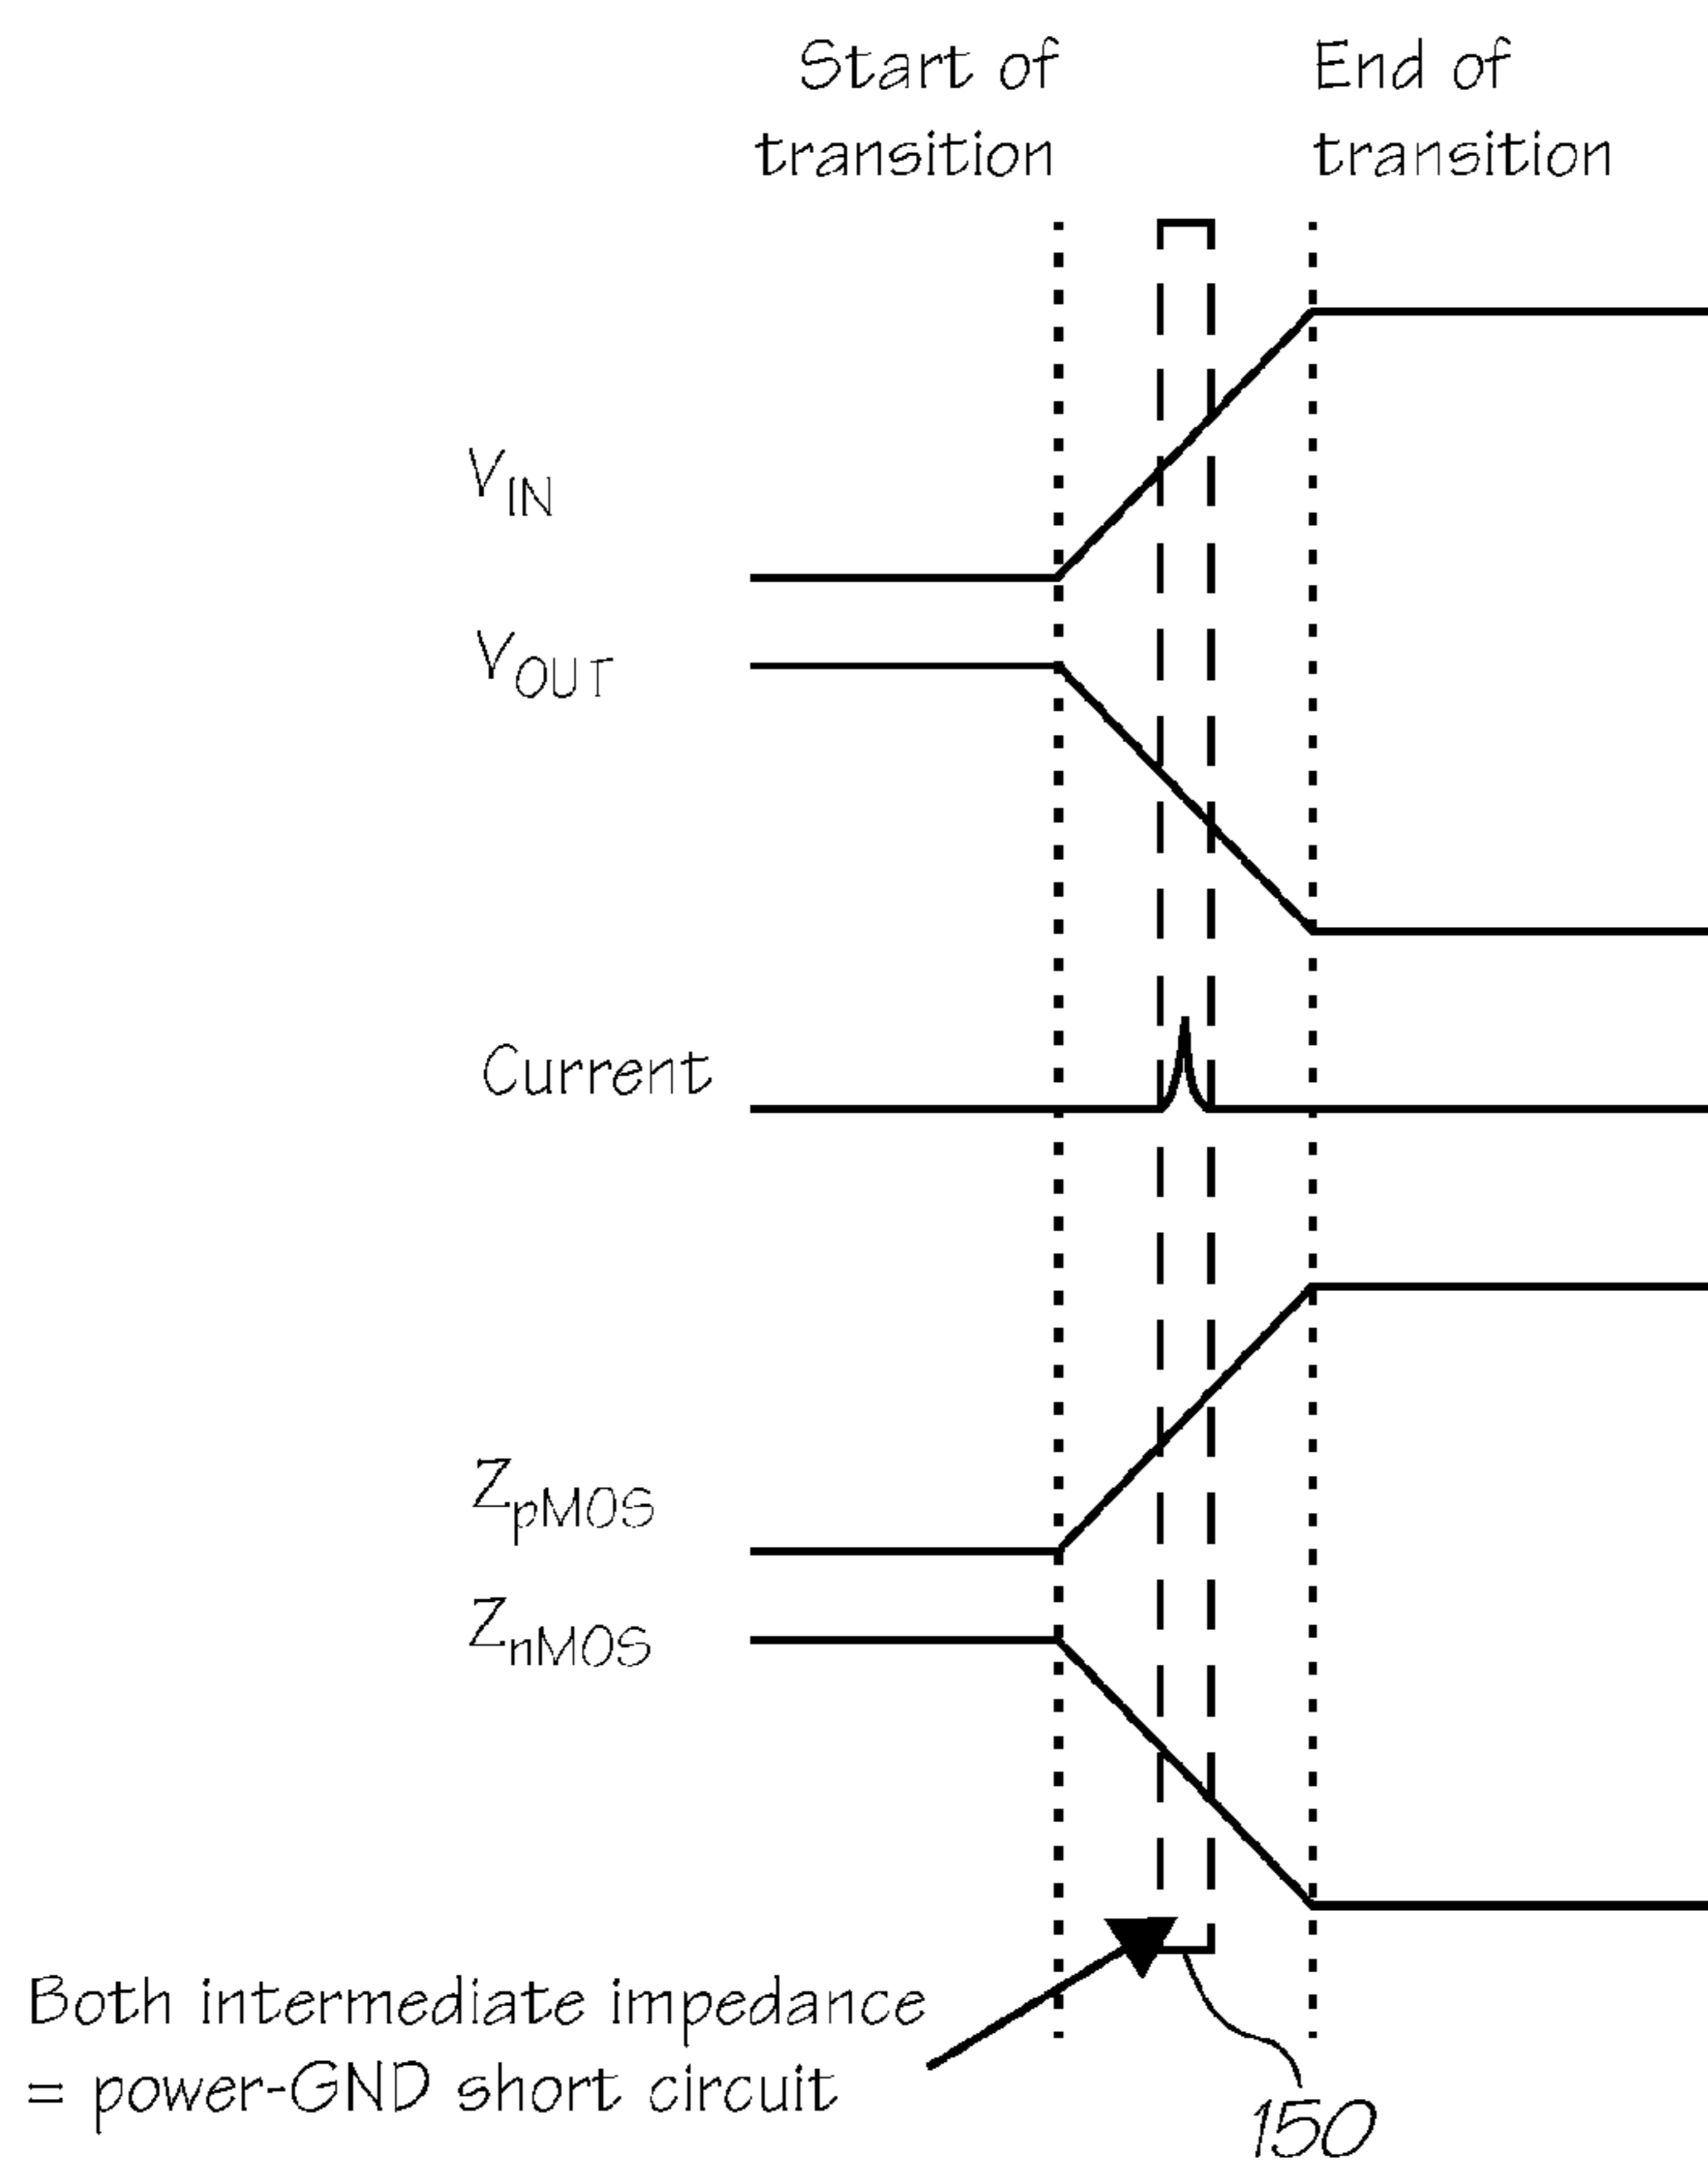 Start of
transition
End of
transition
VIN
VOUT
Current
ZpMOS
ZnMOS
Both intermediate impedance
= power-GND short circuit
150